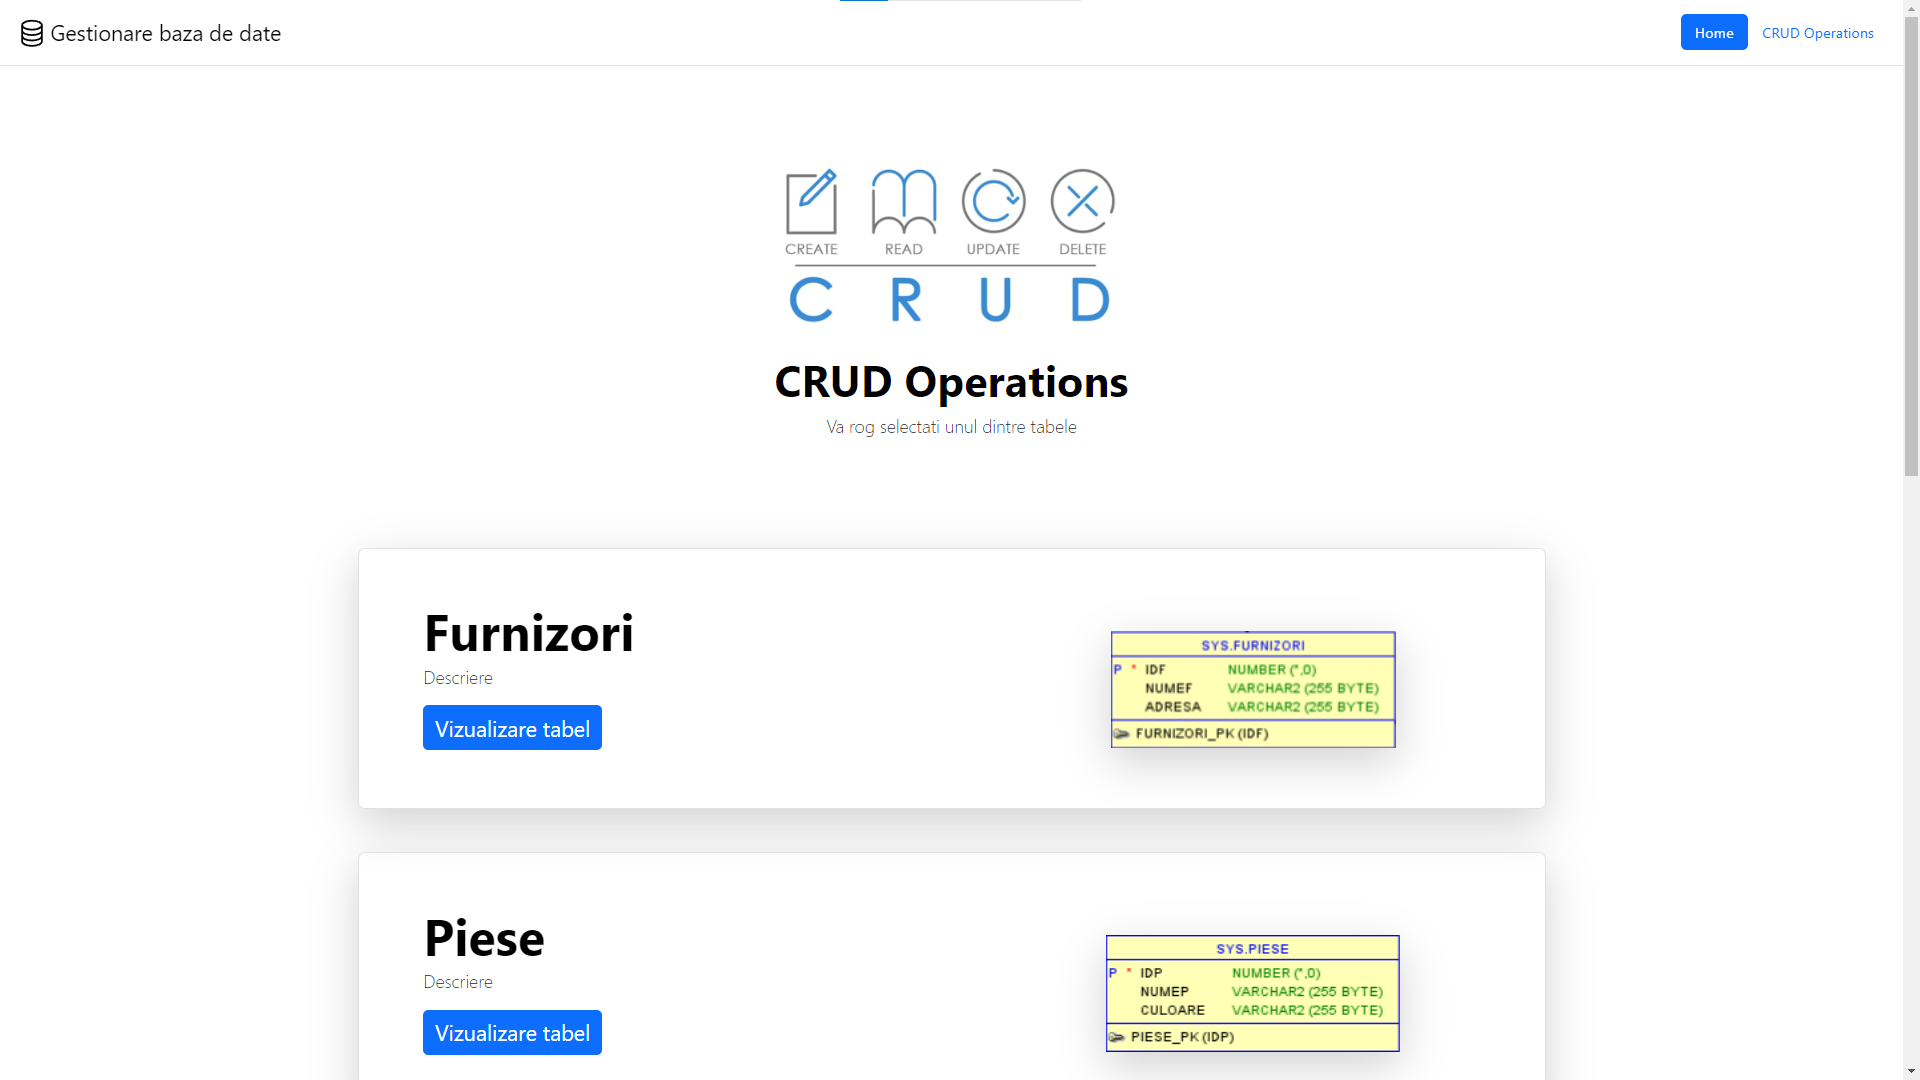 Gestionare baza de date
Home
CRUD Operations
CREATE READ UPDATE DELETE
C R U D
CRUD Operations
Va rog selectati unul dintre tabele
Furnizori
Descriere
Vizualizare tabel
SYS.FURNIZORI
P * IDF NUMBER (*,0)
NUMEF VARCHAR2 (255 BYTE)
ADRESA VARCHAR2 (255 BYTE)
FURNIZORI_PK (IDF)
Piese
Descriere
Vizualizare tabel
SYS.PIESE
P * IDP NUMBER (*,0)
NUMEP VARCHAR2 (255 BYTE)
CULOARE VARCHAR2 (255 BYTE)
PIESE_PK (IDP)